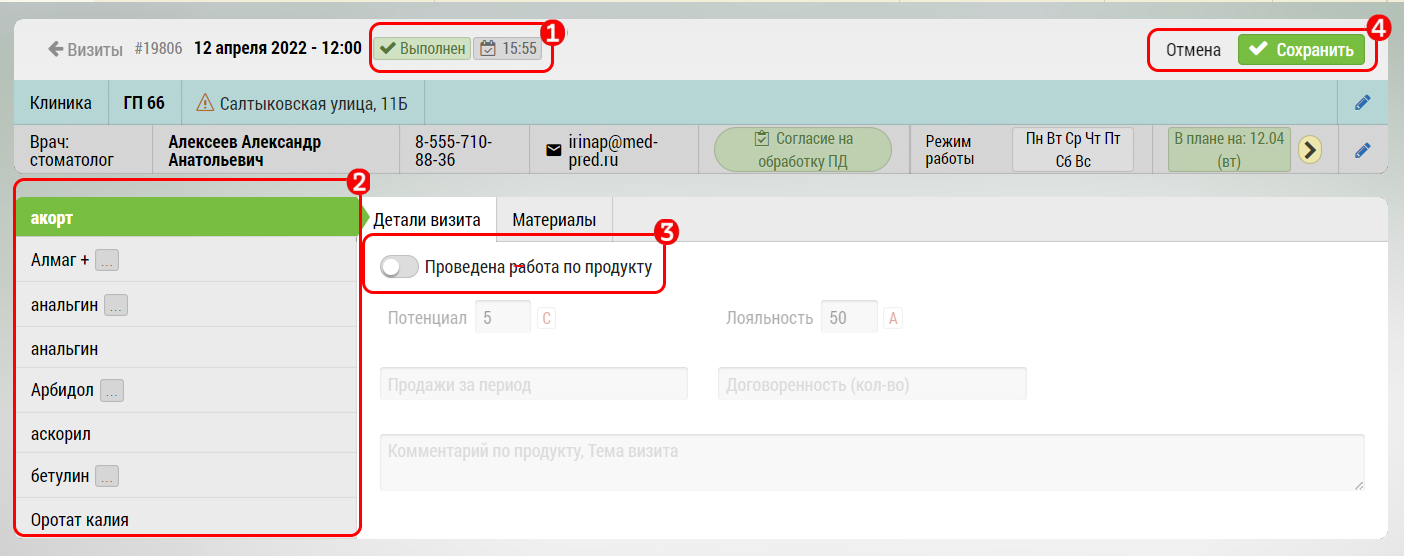 Визиты #19806 12 апреля 2022 - 12:00 Выполнен 15:55 1 Отмена Сохранить 4
Клиника ГП 66 Салтыковская улица, 11Б
Врач: стоматолог
Алексеев Александр Анатольевич
8-555-710-88-36
irinap@med-pred.ru
Согласие на обработку ПД
Режим работы
Пн Вт Ср Чт Пт
Сб Вс
В плане на: 12.04 (вт)
2
акорт
Алмаг + ...
анальгин ...
анальгин
Арбидол ...
аскорил
бетулин ...
Оротат калия
Детали визита Материалы
3
Проведена работа по продукту
Потенциал 5 C Лояльность 50 A
Продажи за период Договоренность (кол-во)
Комментарий по продукту, Тема визита